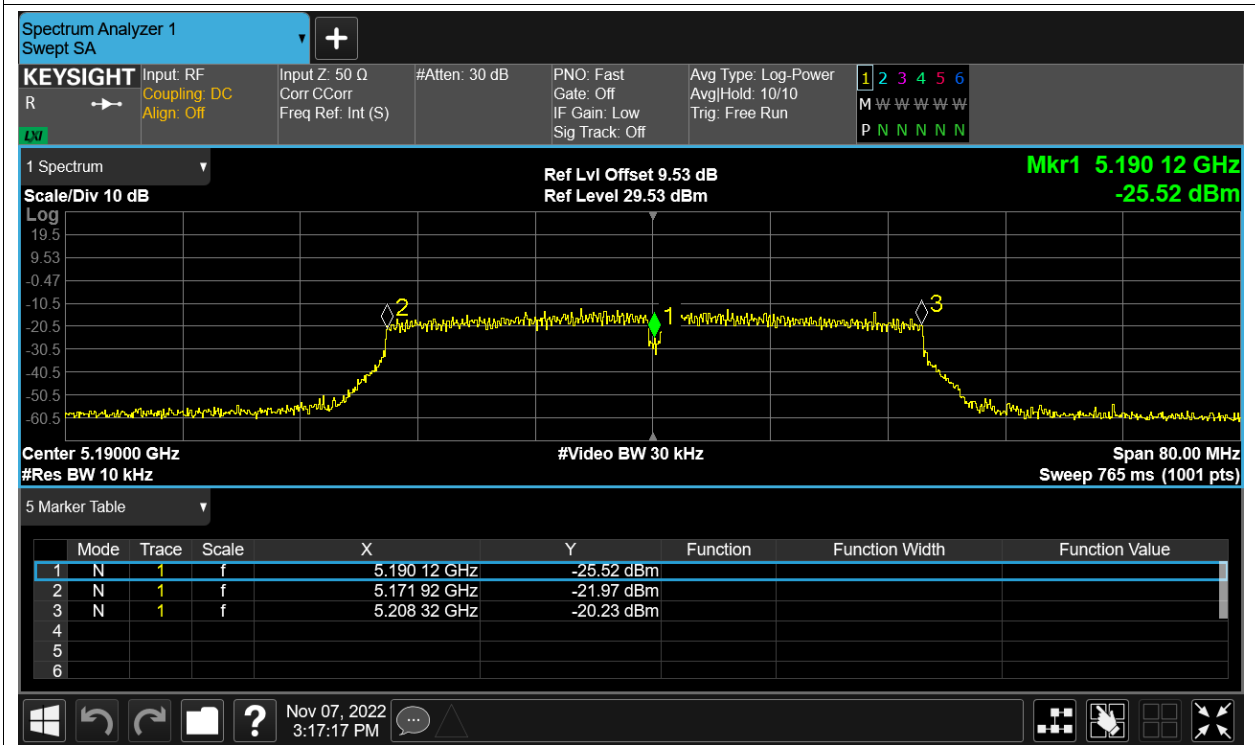 Spectrum Analyzer 1
Swept SA
+
KEYSIGHT Input: RF Input Z: 50 Ω #Atten: 30 dB PNO: Fast Avg Type: Log-Power 1 2 3 4 5 6
R Coupling: DC Corr CCorr Gate: Off Avg|Hold: 10/10 M W W W W W
Align: Off Freq Ref: Int (S) IF Gain: Low Trig: Free Run
LXI Sig Track: Off P N N N N N
1 Spectrum Ref Lvl Offset 9.53 dB Mkr1 5.190 12 GHz
Scale/Div 10 dB Ref Level 29.53 dBm -25.52 dBm
Log
19.5
9.53
-0.47
-10.5
2 1 3
-20.5
-30.5
-40.5
-50.5
-60.5
Center 5.19000 GHz #Video BW 30 kHz Span 80.00 MHz
#Res BW 10 kHz Sweep 765 ms (1001 pts)
5 Marker Table
Mode Trace Scale X Y Function Function Width Function Value
1 N 1 f 5.190 12 GHz -25.52 dBm
2 N 1 f 5.171 92 GHz -21.97 dBm
3 N 1 f 5.208 32 GHz -20.23 dBm
4
5
6
? Nov 07, 2022
3:17:17 PM